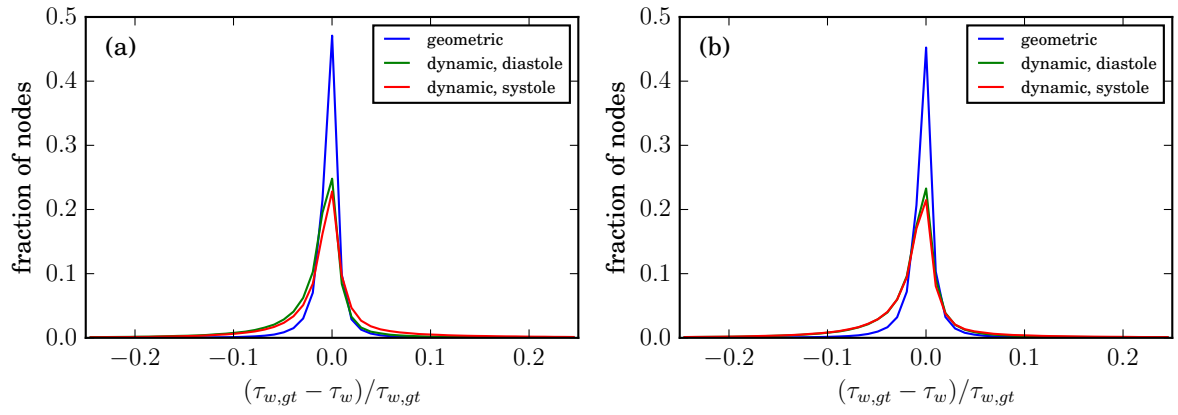 (a)
geometric
dynamic, diastole
dynamic, systole
fraction of nodes
0.5
0.4
0.3
0.2
0.1
0.0
−0.2 −0.1 0.0 0.1 0.2
(τw,gt − τw)/τw,gt
(b)
geometric
dynamic, diastole
dynamic, systole
fraction of nodes
0.5
0.4
0.3
0.2
0.1
0.0
−0.2 −0.1 0.0 0.1 0.2
(τw,gt − τw)/τw,gt